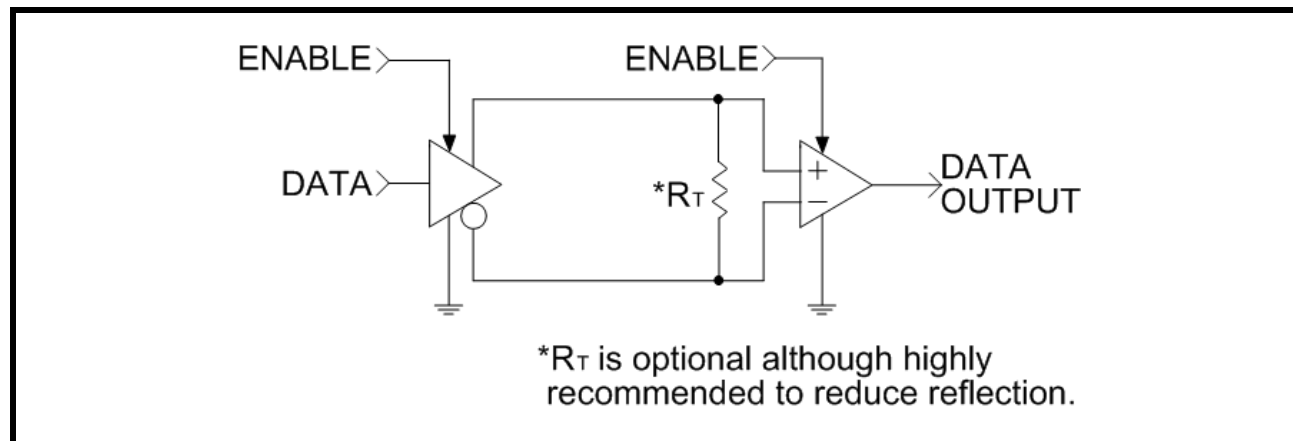 ENABLE
ENABLE
DATA
*RT
+
−
DATA
OUTPUT
*RT is optional although highly
recommended to reduce reflection.